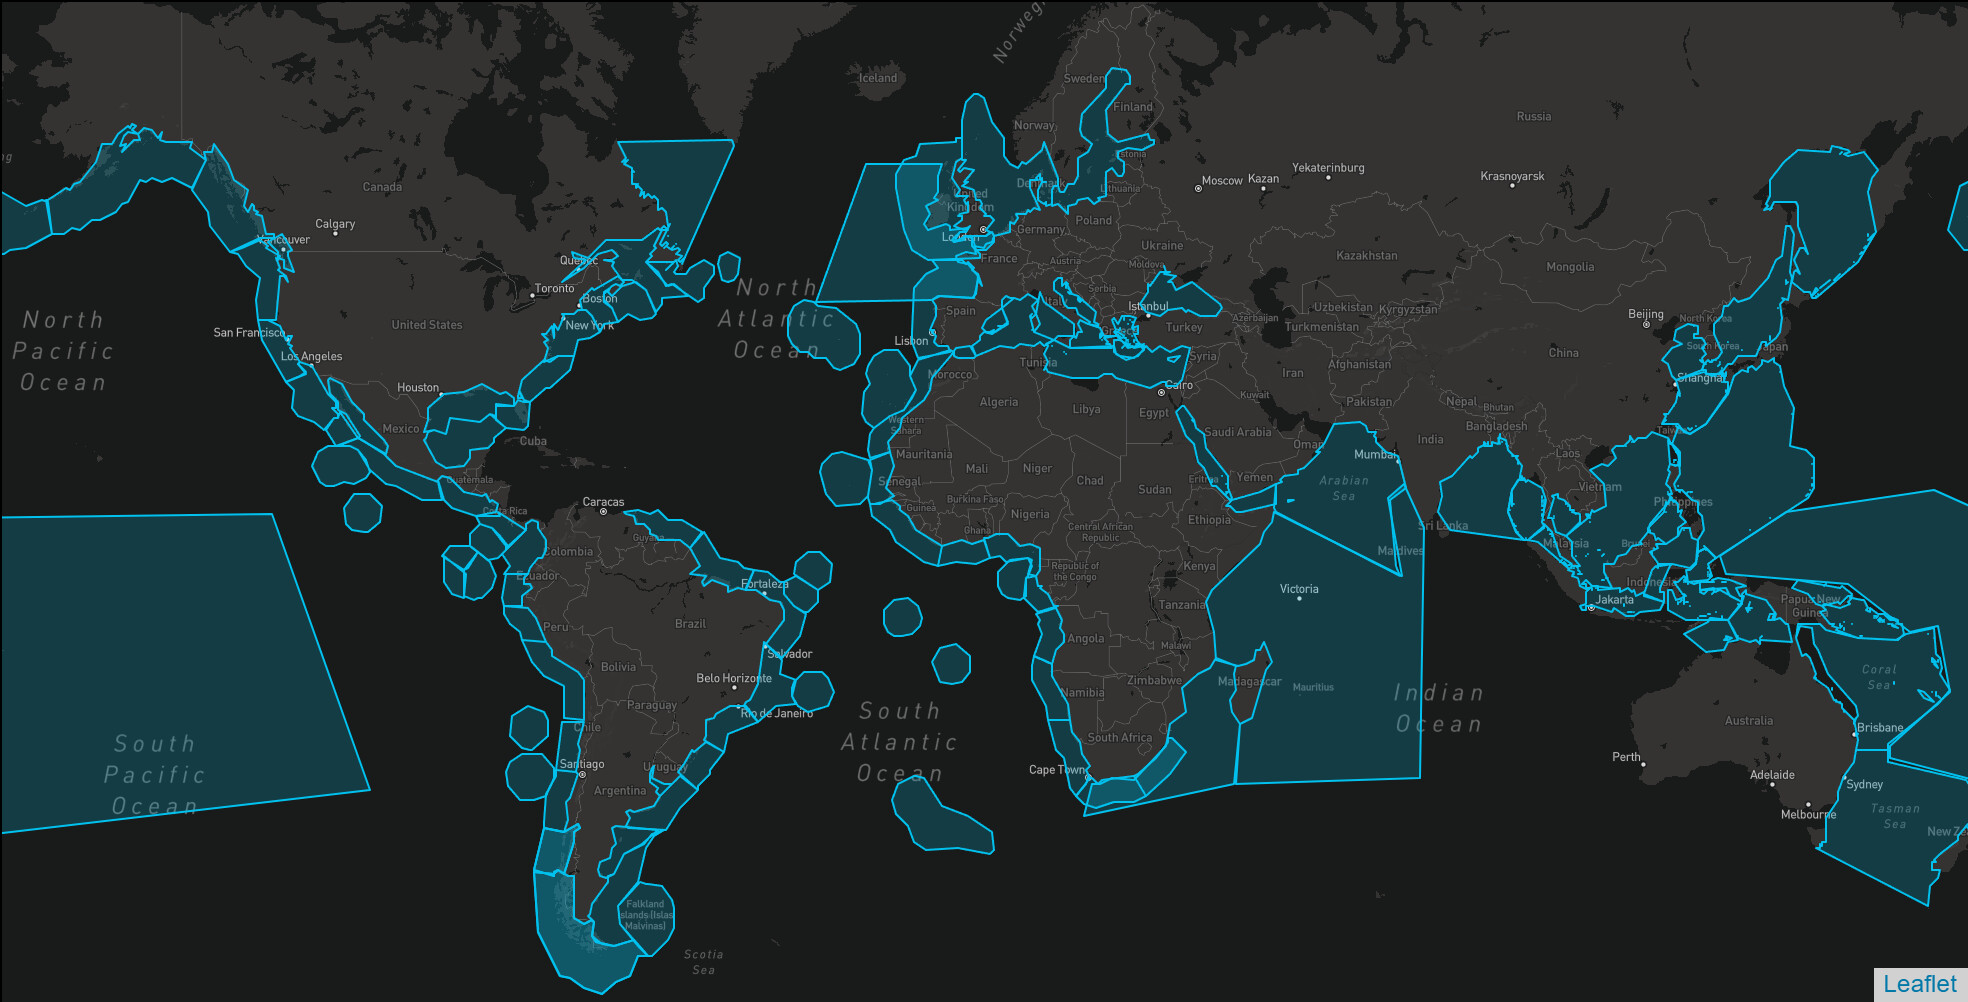 Norweg
Iceland
Sweden
Finland
Norway
Russia
Estonia
ng
Yekaterinburg
Moscow
Kazan
Krasnoyarsk
Canada
Denmark
Lithuania
United
Kingdom
Calgary
Poland
Vancouver
London
Germany
Ukraine
Quebec
France
Austria
Moldova
Kazakhstan
Mongolia
Toronto
North
Atlantic
Ocean
Serbia
Boston
Italy
Istanbul
Uzbekistan
Kyrgyzstan
North
Pacific
Ocean
United States
New York
Spain
Azerbaijan
Beijing
North Korea
San Francisco
Lisbon
Greece
Turkey
Turkmenistan
South Korea
Japan
Los Angeles
Tunisia
Syria
China
Morocco
Iraq
Iran
Afghanistan
Houston
Cairo
Shanghai
Algeria
Libya
Egypt
Kuwait
Pakistan
Nepal
Bhutan
Mexico
Western
Sahara
Saudi Arabia
Bangladesh
Taiwan
Cuba
Oman
India
Mauritania
Mumbai
Laos
Mali
Niger
Guatemala
Senegal
Chad
Eritrea
Yemen
Arabian
Sea
Vietnam
Sudan
Caracas
Costa Rica
Burkina Faso
Guinea
Philippines
Nigeria
Ethiopia
Ghana
Central African
Republic
Sri Lanka
Guyana
Colombia
Malaysia
Brunei
Maldives
Ecuador
Republic of
the Congo
Kenya
Fortaleza
Indonesia
Victoria
Jakarta
Tanzania
Papua New
Guinea
Peru
Brazil
Angola
Malawi
Salvador
Bolivia
Coral
Sea
Belo Horizonte
Zimbabwe
Madagascar
Mauritius
Namibia
Indian
Ocean
Paraguay
Rio de Janeiro
South
Atlantic
Ocean
Australia
Chile
Brisbane
South Africa
South
Pacific
Ocean
Perth
Santiago
Uruguay
Cape Town
Adelaide
Sydney
Argentina
Melbourne
Tasman
Sea
New Ze
Falkland
Islands (Islas
Malvinas)
Scotia
Sea
Leaflet